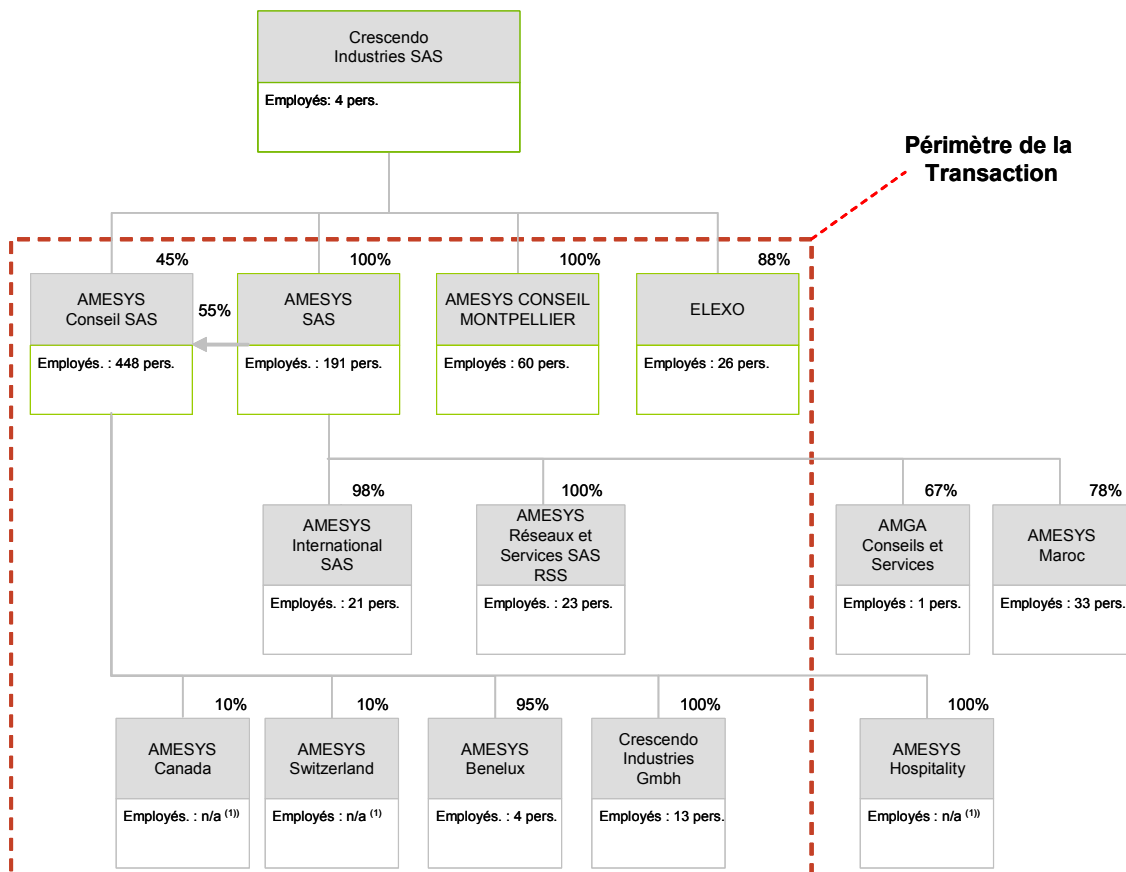 Crescendo
Industries SAS
Employés: 4 pers.
Périmètre de la
Transaction
45%
100%
100%
88%
AMESYS
Conseil SAS
55%
AMESYS
SAS
AMESYS CONSEIL
MONTPELLIER
ELEXO
Employés. : 448 pers.
Employés. : 191 pers.
Employés : 60 pers.
Employés : 26 pers.
98%
100%
67%
78%
AMESYS
International
SAS
AMESYS
Réseaux et
Services SAS
RSS
AMGA
Conseils et
Services
AMESYS
Maroc
Employés. : 21 pers.
Employés. : 23 pers.
Employés : 1 pers.
Employés : 33 pers.
10%
10%
95%
100%
100%
AMESYS
Canada
AMESYS
Switzerland
AMESYS
Benelux
Crescendo
Industries
Gmbh
AMESYS
Hospitality
Employés. : n/a (1))
Employés : n/a (1)
Employés. : 4 pers.
Employés : 13 pers.
Employés : n/a (1))